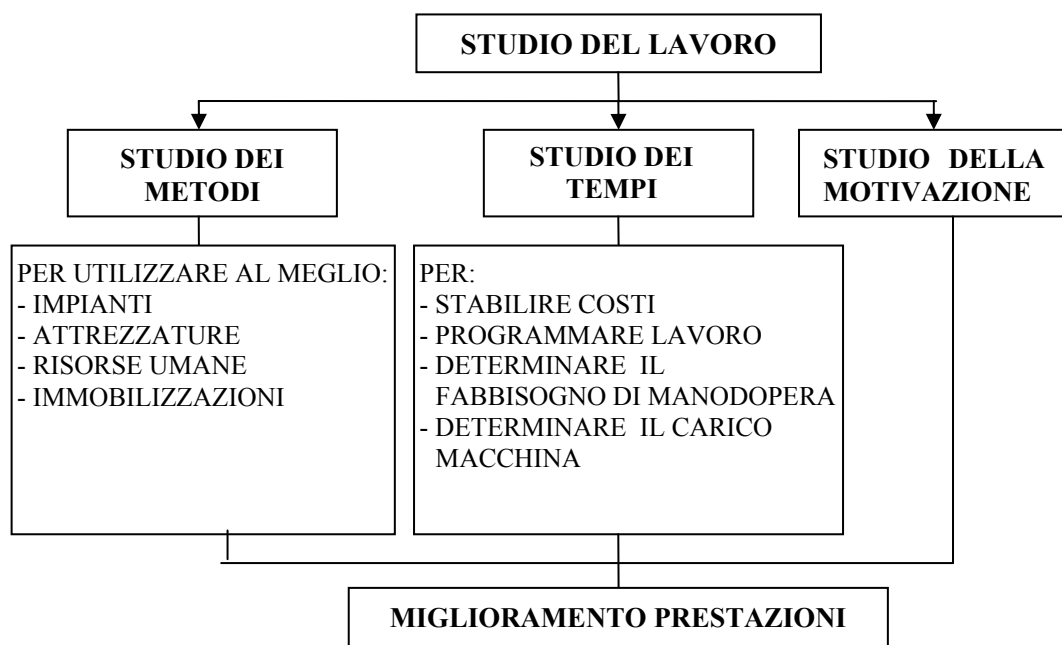 STUDIO DEL LAVORO
STUDIO DEI
METODI
STUDIO DEI
TEMPI
STUDIO DELLA
MOTIVAZIONE
PER UTILIZZARE AL MEGLIO:
- IMPIANTI
- ATTREZZATURE
- RISORSE UMANE
- IMMOBILIZZAZIONI
PER:
- STABILIRE COSTI
- PROGRAMMARE LAVORO
- DETERMINARE IL
FABBISOGNO DI MANODOPERA
- DETERMINARE IL CARICO
MACCHINA
MIGLIORAMENTO PRESTAZIONI